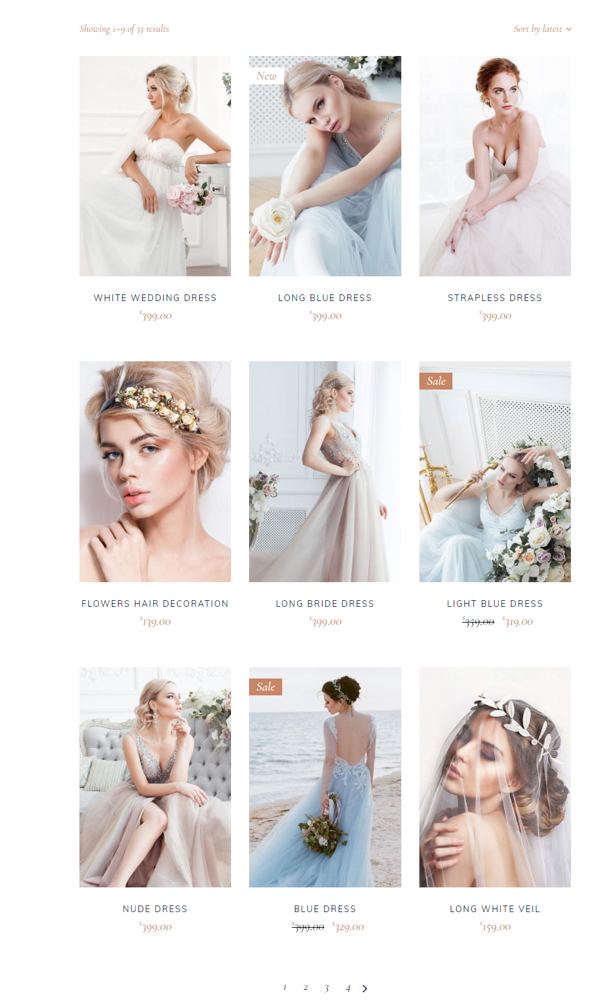 Showing 1–9 of 33 results
Sort by latest
New
WHITE WEDDING DRESS
$399.00
LONG BLUE DRESS
$399.00
STRAPLESS DRESS
$399.00
Sale
FLOWERS HAIR DECORATION
$139.00
LONG BRIDE DRESS
$399.00
LIGHT BLUE DRESS
$359.00 $319.00
Sale
NUDE DRESS
$399.00
BLUE DRESS
$399.00 $329.00
LONG WHITE VEIL
$159.00
1 2 3 4